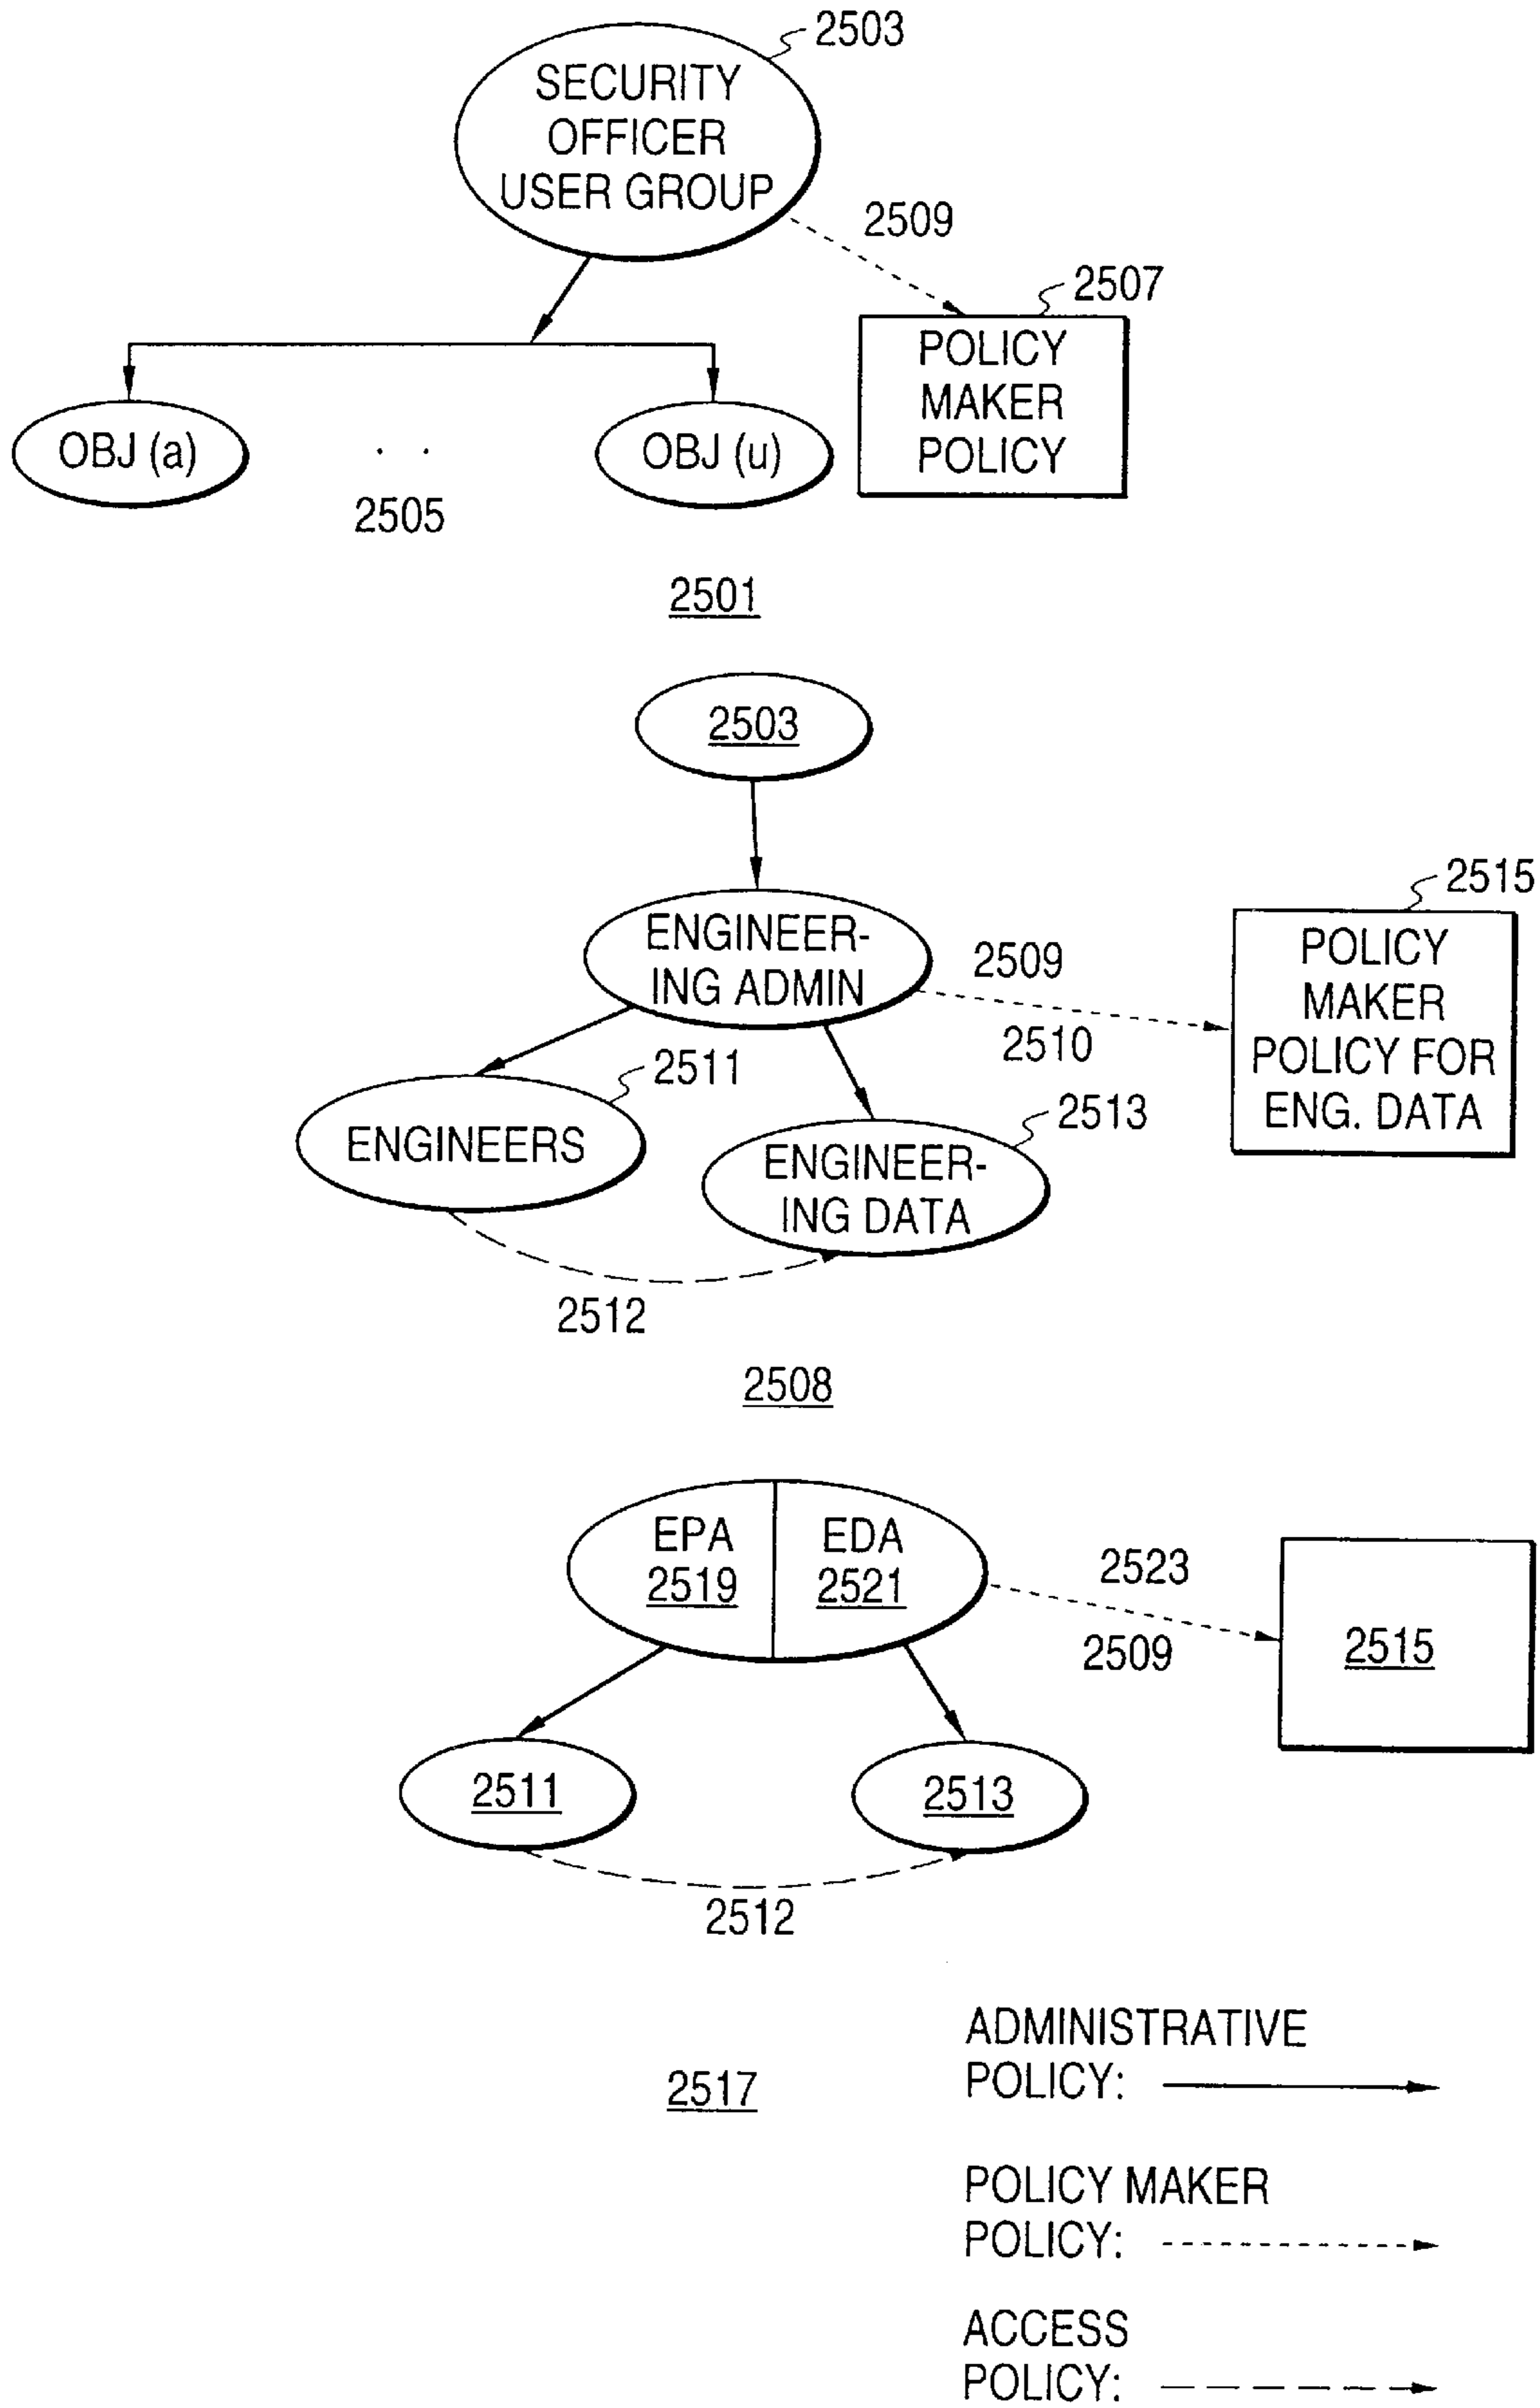 2503
SECURITY
OFFICER
USER GROUP
2509
2507
POLICY
MAKER
POLICY
OBJ (a)
. .
OBJ (u)
2505
2501
2503
ENGINEER-
ING ADMIN
2509
2510
2515
POLICY
MAKER
POLICY FOR
ENG. DATA
2511
ENGINEERS
2513
ENGINEER-
ING DATA
2512
2508
EPA
2519
EDA
2521
2523
2509
2515
2511
2513
2512
2517
ADMINISTRATIVE
POLICY:
POLICY MAKER
POLICY:
ACCESS
POLICY: